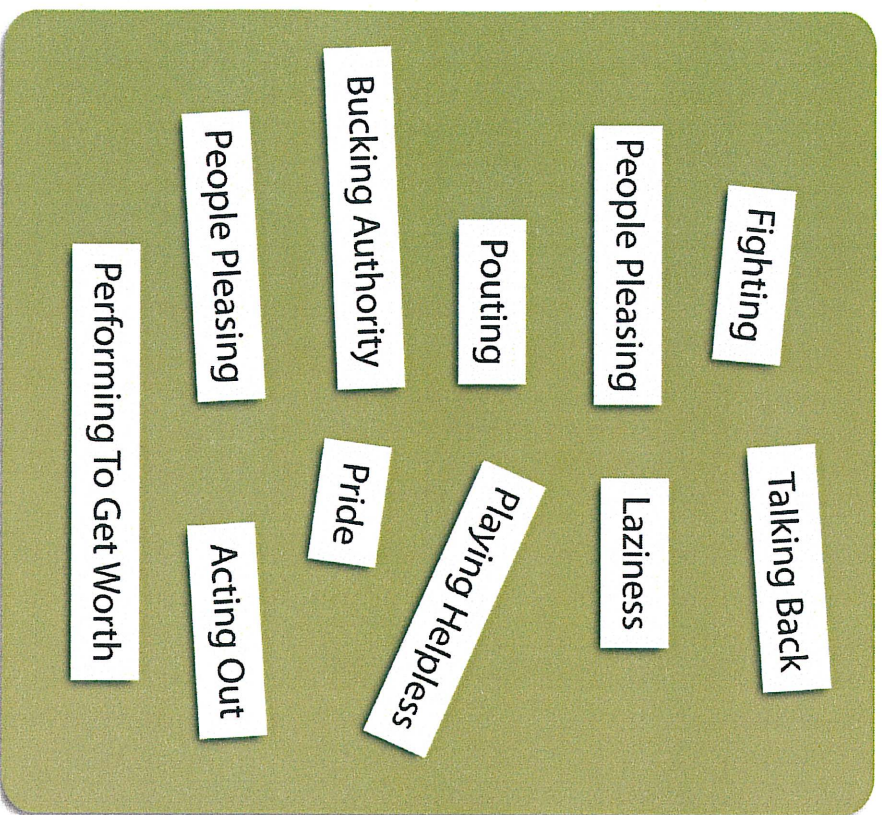 Fighting
Talking Back
People Pleasing
Laziness
Pouting
Playing Helpless
Bucking Authority
Pride
People Pleasing
Acting Out
Performing To Get Worth